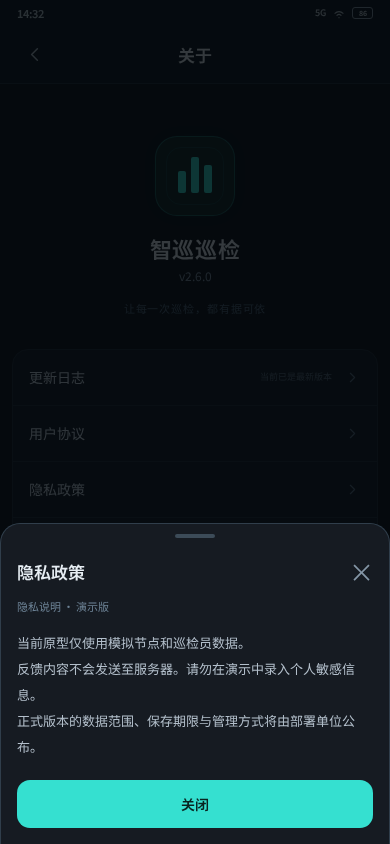 14:32
5G
86
关于
智巡巡检
v2.6.0
让每一次巡检，都有据可依
更新日志
当前已是最新版本
用户协议
隐私政策
隐私政策
隐私说明 · 演示版
当前原型仅使用模拟节点和巡检员数据。
反馈内容不会发送至服务器。请勿在演示中录入个人敏感信
息。
正式版本的数据范围、保存期限与管理方式将由部署单位公
布。
关闭